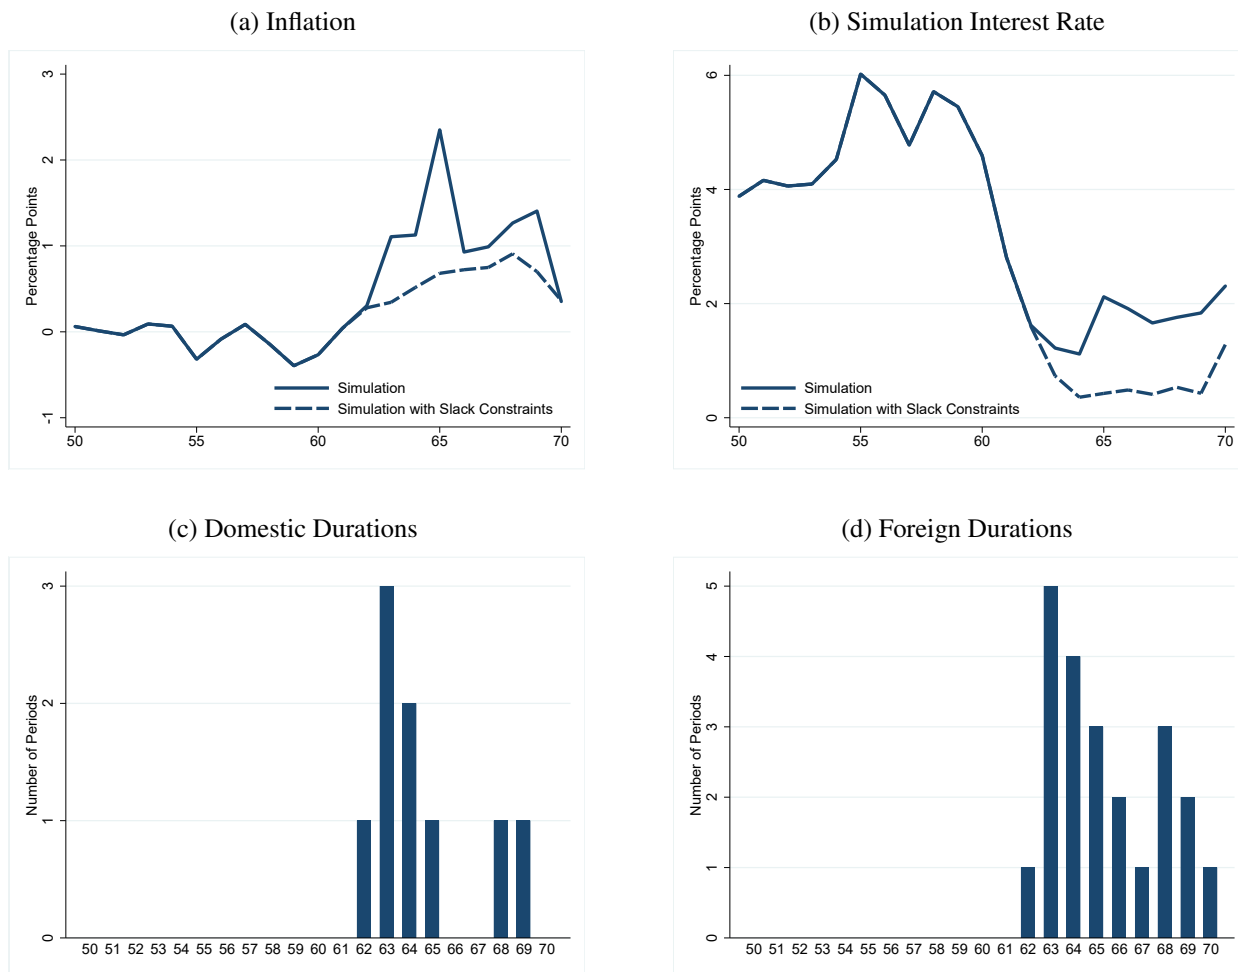 (a) Inflation
Percentage Points
3
2
1
0
-1
50 55 60 65 70
Simulation
Simulation with Slack Constraints
(b) Simulation Interest Rate
Percentage Points
6
4
2
0
50 55 60 65 70
Simulation
Simulation with Slack Constraints
(c) Domestic Durations
Number of Periods
3
2
1
0
50 51 52 53 54 55 56 57 58 59 60 61 62 63 64 65 66 67 68 69 70
(d) Foreign Durations
Number of Periods
5
4
3
2
1
0
50 51 52 53 54 55 56 57 58 59 60 61 62 63 64 65 66 67 68 69 70